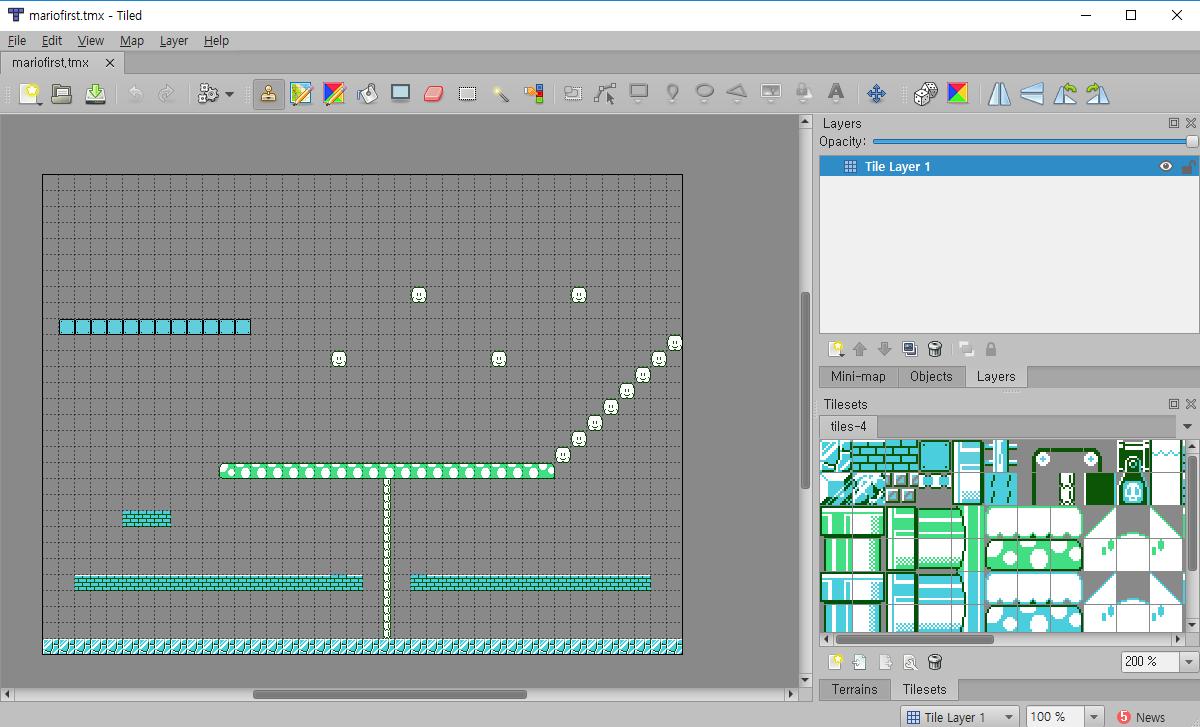 mariofirst.tmx - Tiled
File Edit View Map Layer Help
mariofirst.tmx
Layers
Opacity:
Tile Layer 1
Mini-map Objects Layers
Tilesets
tiles-4
200 %
Terrains Tilesets
Tile Layer 1 100 % 5 News